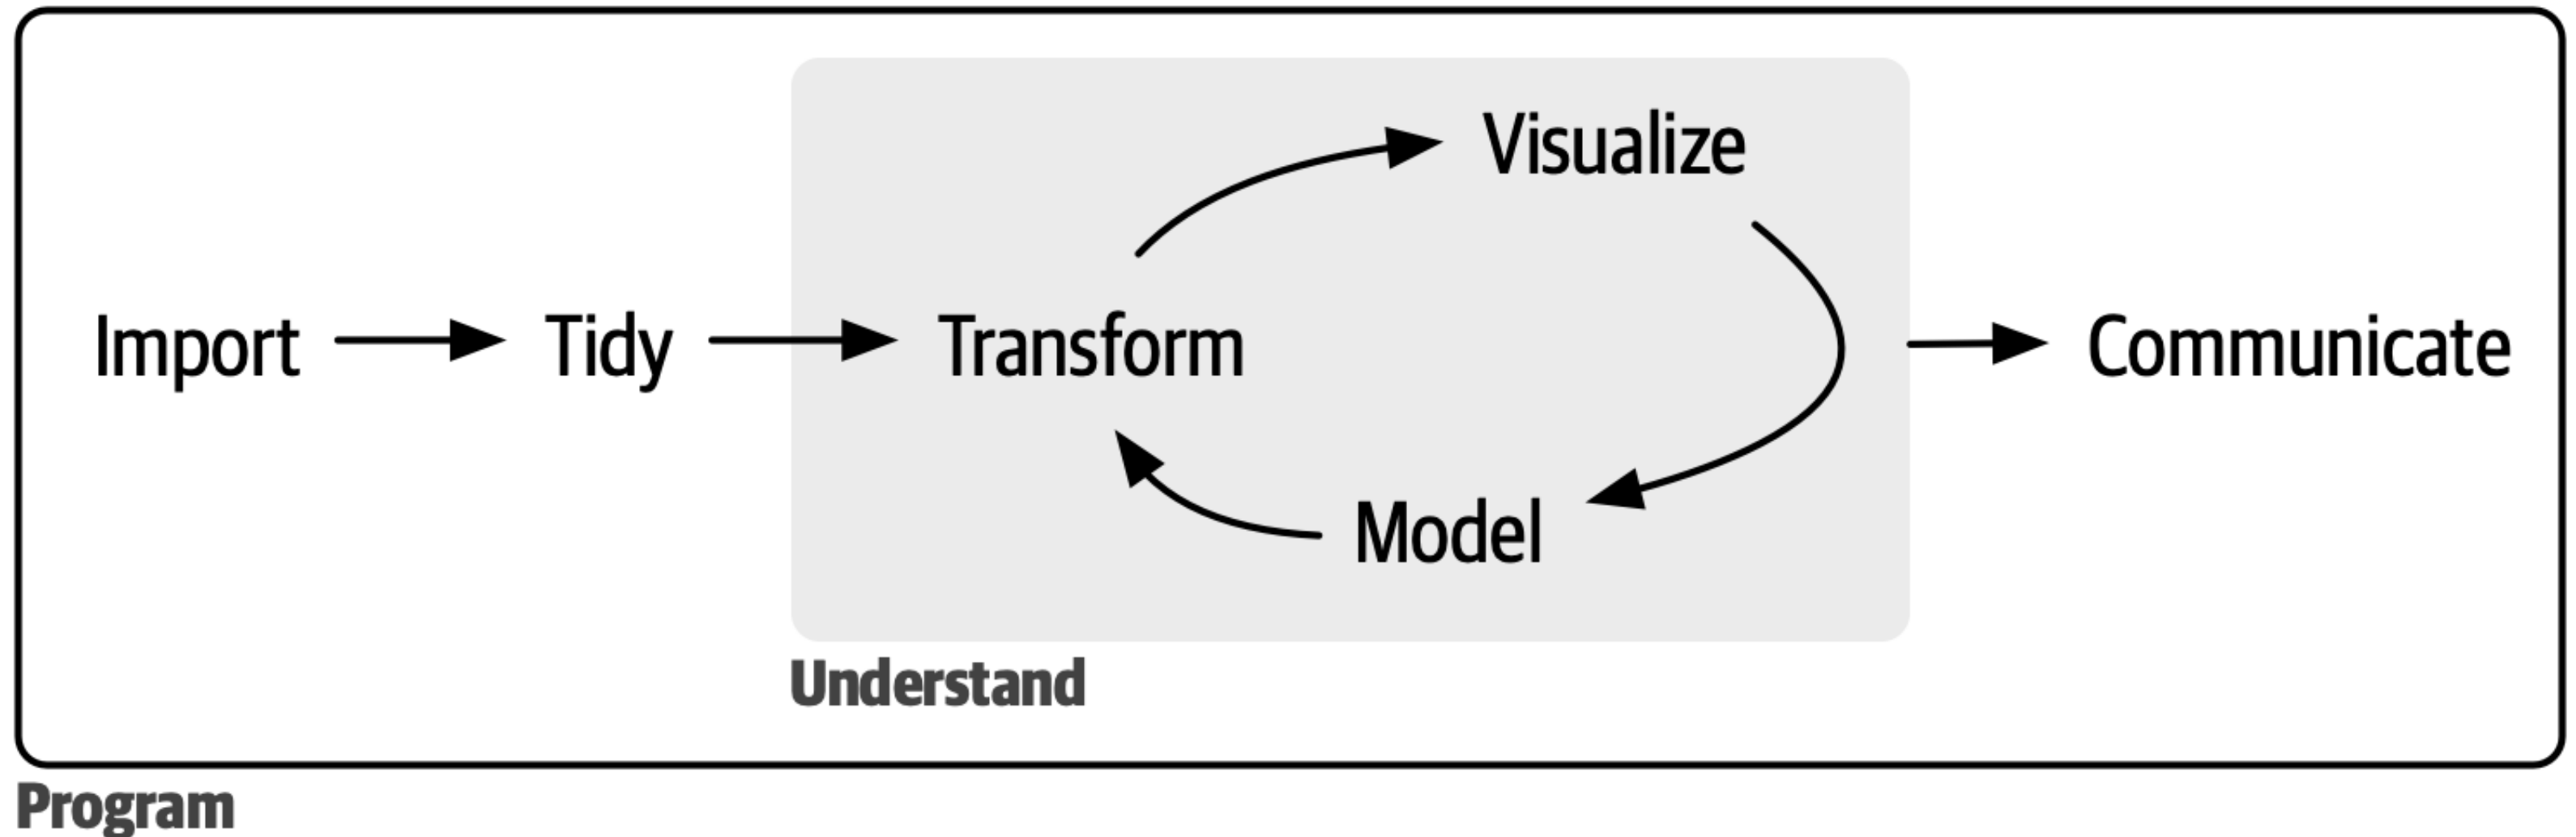 Visualize
Import Tidy Transform Communicate
Model
Understand
Program